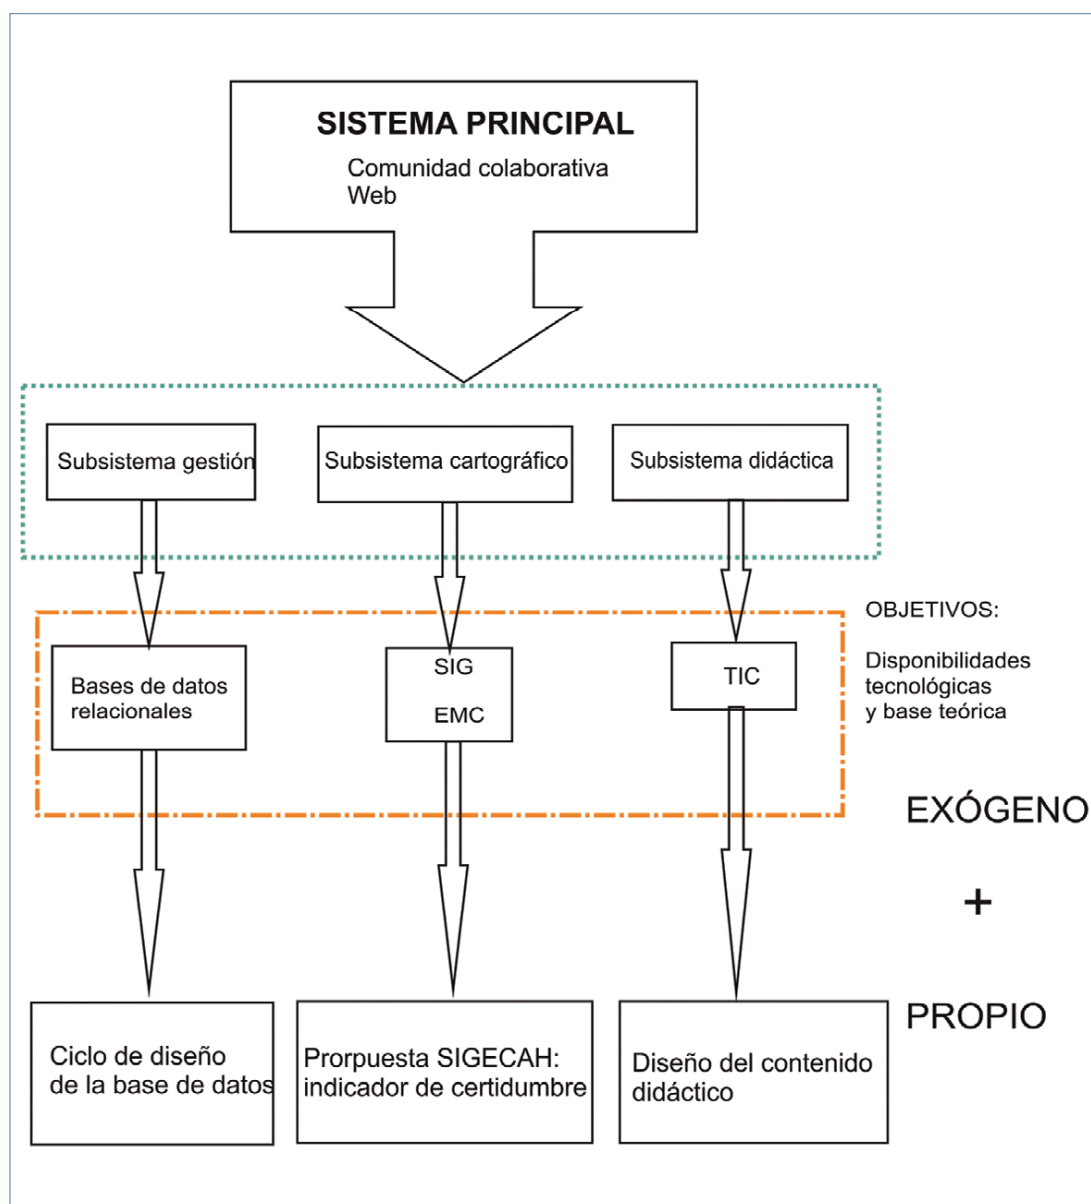 SISTEMA PRINCIPAL
Comunidad colaborativa
Web
Subsistema gestión
Subsistema cartográfico
Subsistema didáctica
OBJETIVOS:
Disponibilidades
tecnológicas
y base teórica
Bases de datos
relacionales
SIG
EMC
TIC
EXÓGENO
+
PROPIO
Ciclo de diseño
de la base de datos
Prorpuesta SIGECAH:
indicador de certidumbre
Diseño del contenido
didáctico